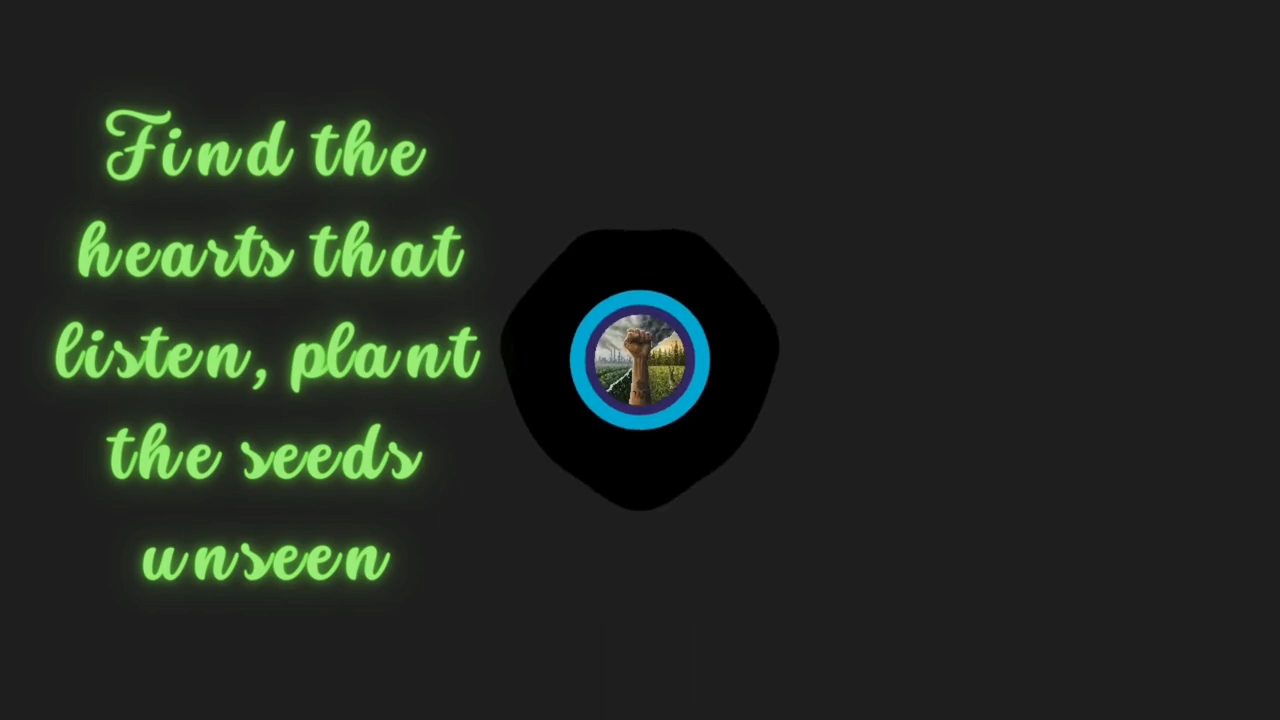 Find the
hearts that
listen, plant
the seeds
unseen